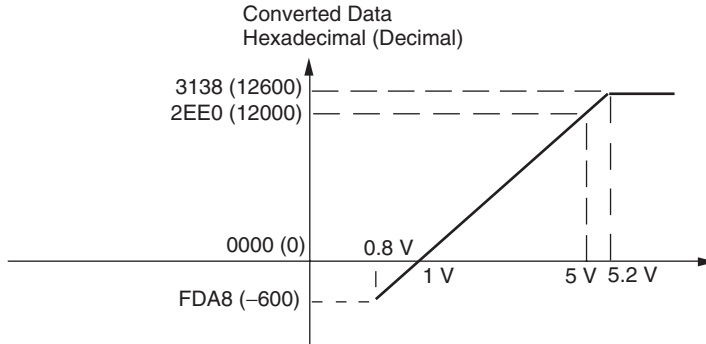 Converted Data
Hexadecimal (Decimal)
3138 (12600)
2EE0 (12000)
0000 (0)
0.8 V
1 V
5 V
5.2 V
FDA8 (–600)